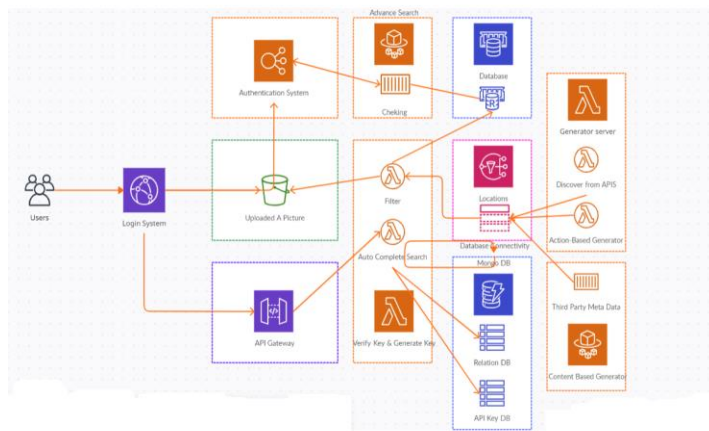 Advance Search
Authentication System
Cheking
Database
R
Generator server
Discover from APIS
Action-Based Generator
Users
Login System
Uploaded A Picture
Filter
Locations
Database Connectivity
Auto Complete Search
Mongo DB
API Gateway
Verify Key & Generate Key
Relation DB
API Key DB
Third Party Meta Data
Content Based Generator